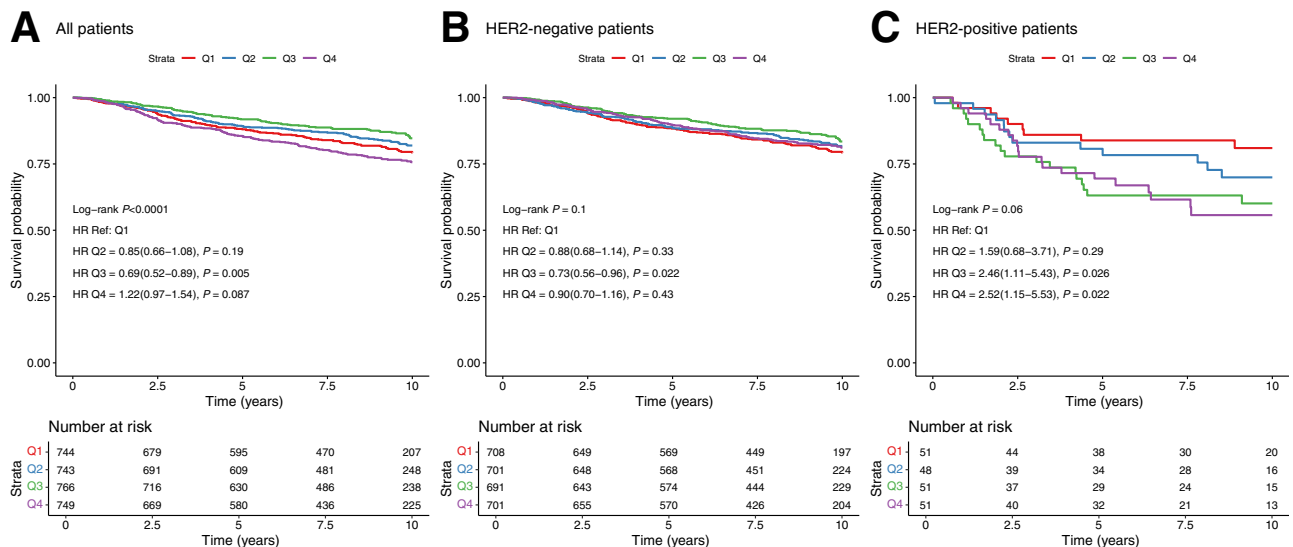 A All patients
Strata Q1 Q2 Q3 Q4
Survival probability
1.00
0.75
0.50
0.25
0.00
Log−rank P<0.0001
HR Ref: Q1
HR Q2 = 0.85(0.66−1.08), P = 0.19
HR Q3 = 0.69(0.52−0.89), P = 0.005
HR Q4 = 1.22(0.97−1.54), P = 0.087
0 2.5 5 7.5 10
Time (years)
Number at risk
Strata
Q1 744 679 595 470 207
Q2 743 691 609 481 248
Q3 766 716 630 486 238
Q4 749 669 580 436 225
0 2.5 5 7.5 10
Time (years)
B HER2-negative patients
Strata Q1 Q2 Q3 Q4
Survival probability
1.00
0.75
0.50
0.25
0.00
Log−rank P = 0.1
HR Ref: Q1
HR Q2 = 0.88(0.68−1.14), P = 0.33
HR Q3 = 0.73(0.56−0.96), P = 0.022
HR Q4 = 0.90(0.70−1.16), P = 0.43
0 2.5 5 7.5 10
Time (years)
Number at risk
Strata
Q1 708 649 569 449 197
Q2 701 648 568 451 224
Q3 691 643 574 444 229
Q4 701 655 570 426 204
0 2.5 5 7.5 10
Time (years)
C HER2-positive patients
Strata Q1 Q2 Q3 Q4
Survival probability
1.00
0.75
0.50
0.25
0.00
Log−rank P = 0.06
HR Ref: Q1
HR Q2 = 1.59(0.68−3.71), P = 0.29
HR Q3 = 2.46(1.11−5.43), P = 0.026
HR Q4 = 2.52(1.15−5.53), P = 0.022
0 2.5 5 7.5 10
Time (years)
Number at risk
Strata
Q1 51 44 38 30 20
Q2 48 39 34 28 16
Q3 51 37 29 24 15
Q4 51 40 32 21 13
0 2.5 5 7.5 10
Time (years)